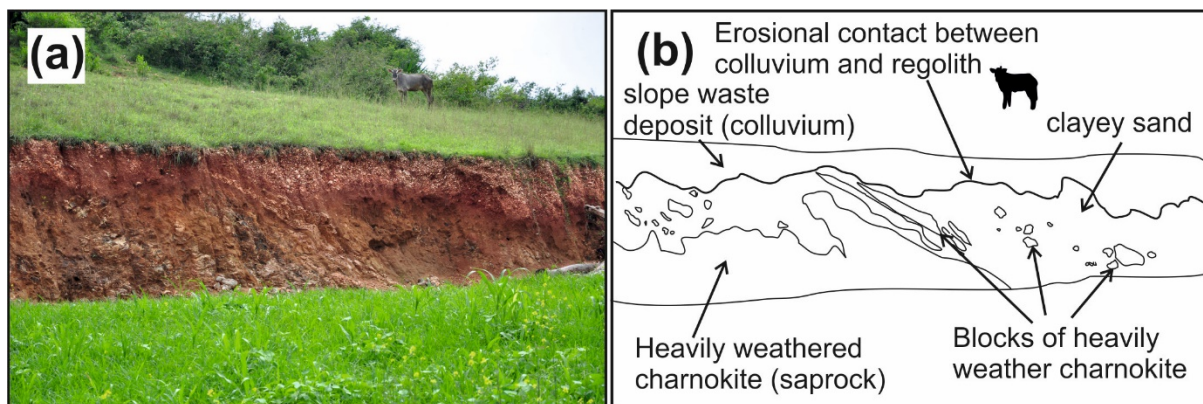 (a)
(b)
Erosional contact between
colluvium and regolith
slope waste
deposit (colluvium)
clayey sand
Heavily weathered
charnokite (saprock)
Blocks of heavily
weather charnokite